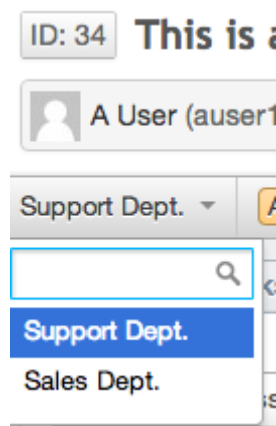 ID: 34 This is
A User (auser1
Support Dept.
Support Dept.
Sales Dept.